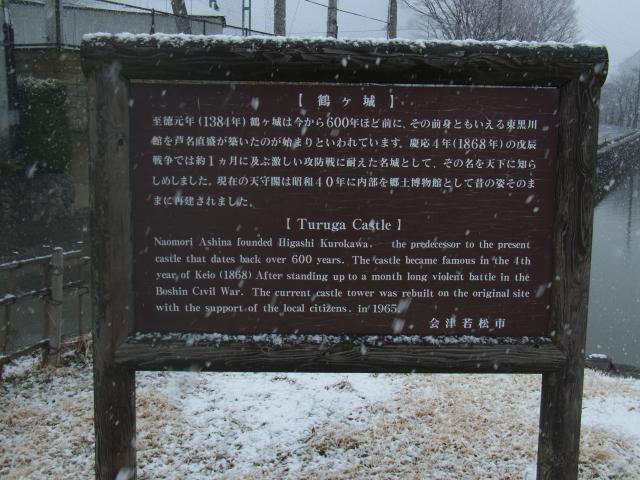 【鶴ヶ城】
至徳元年(1384年)鶴ヶ城は今から600年ほど前に、その前身ともいえる東黒川
館を芦名直盛が築いたのが始まりといわれています。慶応4年(1868年)の戊辰
戦争では約1ヵ月に及ぶ激しい攻防戦に耐えた名城として、その名を天下に知ら
しめしました。現在の天守閣は昭和40年に内部を郷土博物館として昔の姿そのま
まに再建されました。
【Turuga Castle】
Naomori Ashina founded Higashi Kurokawa, the predecessor to the present
castle that dates back over 600 years. The castle became famous in the 4th
year of Keio (1868) After standing up to a month long violent battle in the
Boshin Civil War. The current castle tower was rebuilt on the original site
with the support of the local citizens. in 1965.
会津若松市